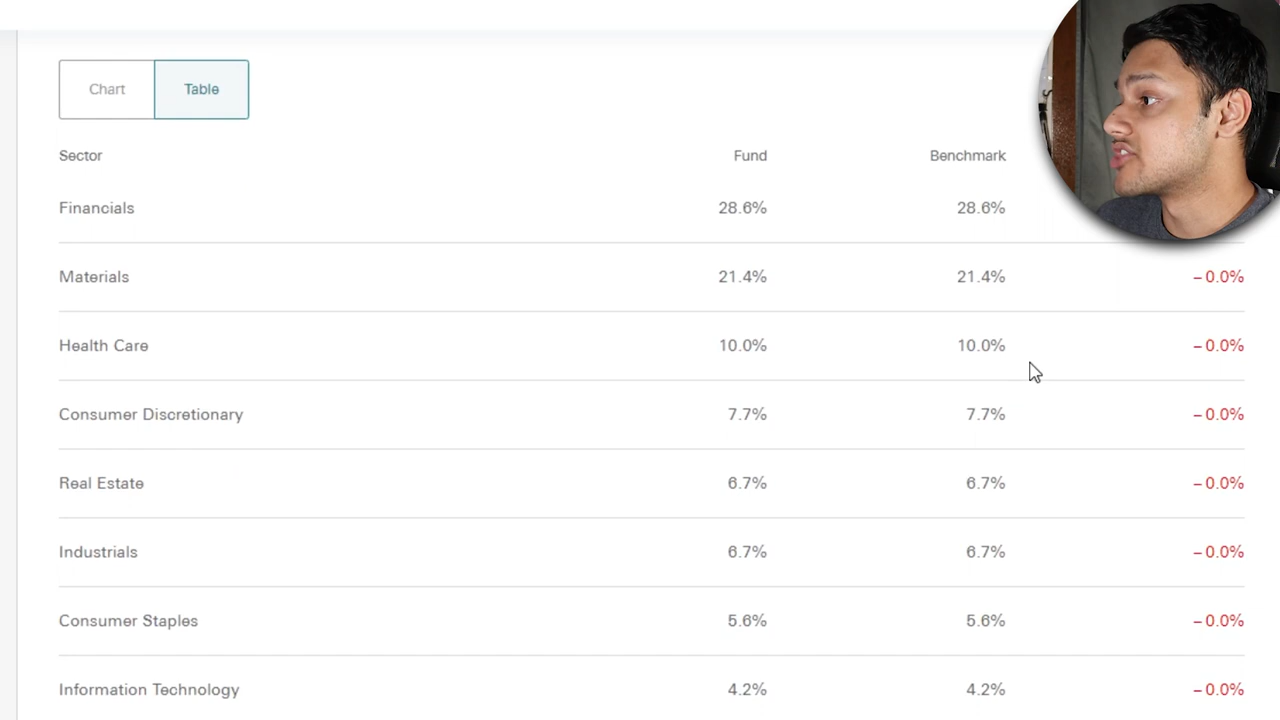 Chart Table
Sector Fund Benchmark
Financials 28.6% 28.6%
Materials 21.4% 21.4% – 0.0%
Health Care 10.0% 10.0% – 0.0%
Consumer Discretionary 7.7% 7.7% – 0.0%
Real Estate 6.7% 6.7% – 0.0%
Industrials 6.7% 6.7% – 0.0%
Consumer Staples 5.6% 5.6% – 0.0%
Information Technology 4.2% 4.2% – 0.0%